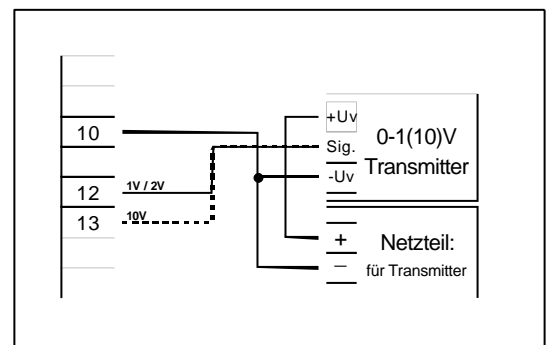 10
12
13
1V / 2V
10V
+Uv
Sig.
-Uv
0-1(10)V
Transmitter
+
–
Netzteil:
für Transmitter